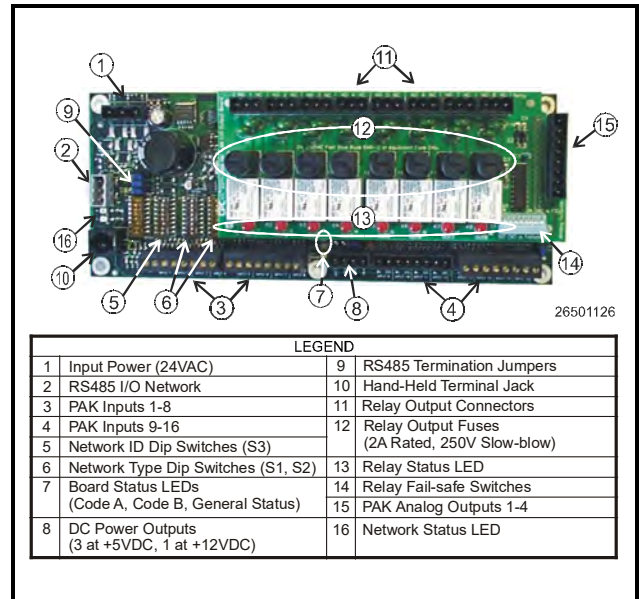 1
11
9
12
15
2
13
16
14
10
5
6
3
7
8
4
26501126
LEGEND
1 Input Power (24VAC)
2 RS485 I/O Network
3 PAK Inputs 1-8
4 PAK Inputs 9-16
5 Network ID Dip Switches (S3)
6 Network Type Dip Switches (S1, S2)
7 Board Status LEDs
(Code A, Code B, General Status)
8 DC Power Outputs
(3 at +5VDC, 1 at +12VDC)
9 RS485 Termination Jumpers
10 Hand-Held Terminal Jack
11 Relay Output Connectors
12 Relay Output Fuses
(2A Rated, 250V Slow-blow)
13 Relay Status LED
14 Relay Fail-safe Switches
15 PAK Analog Outputs 1-4
16 Network Status LED